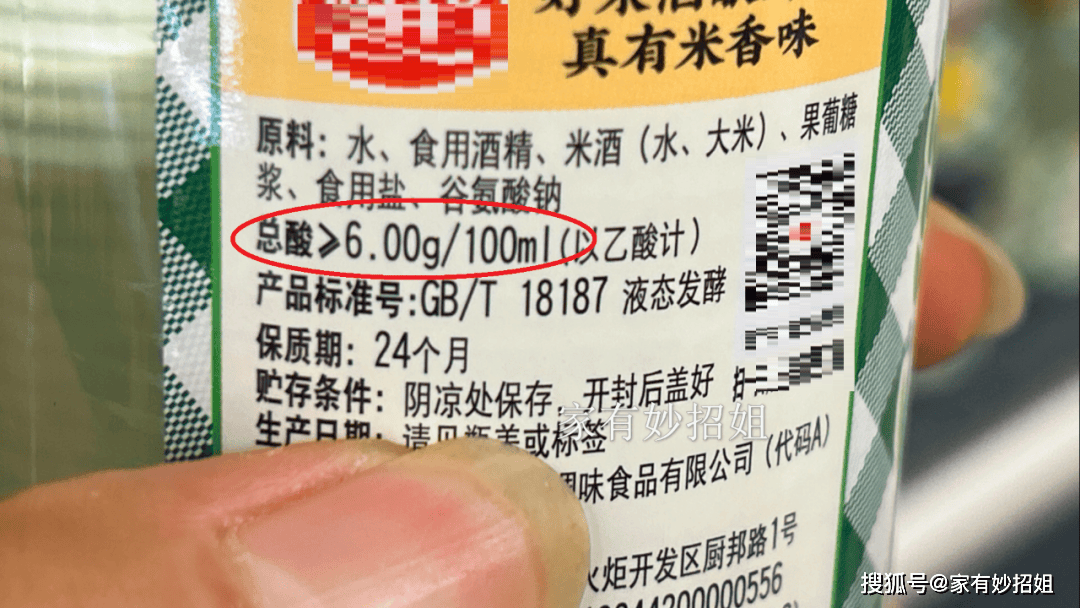 真有米香味
原料：水、食用酒精、米酒（水、大米）、果葡糖
浆、食用盐、谷氨酸钠
总酸≥6.00g/100ml(以乙酸计)
产品标准号:GB/T 18187 液态发酵
保质期：24个月
贮存条件：阴凉处保存，开封后盖好
家有妙招姐
生产日期：请见瓶盖或标签
味食品有限公司（代码A）
火炬开发区厨邦路1号
44200000556
搜狐号@家有妙招姐